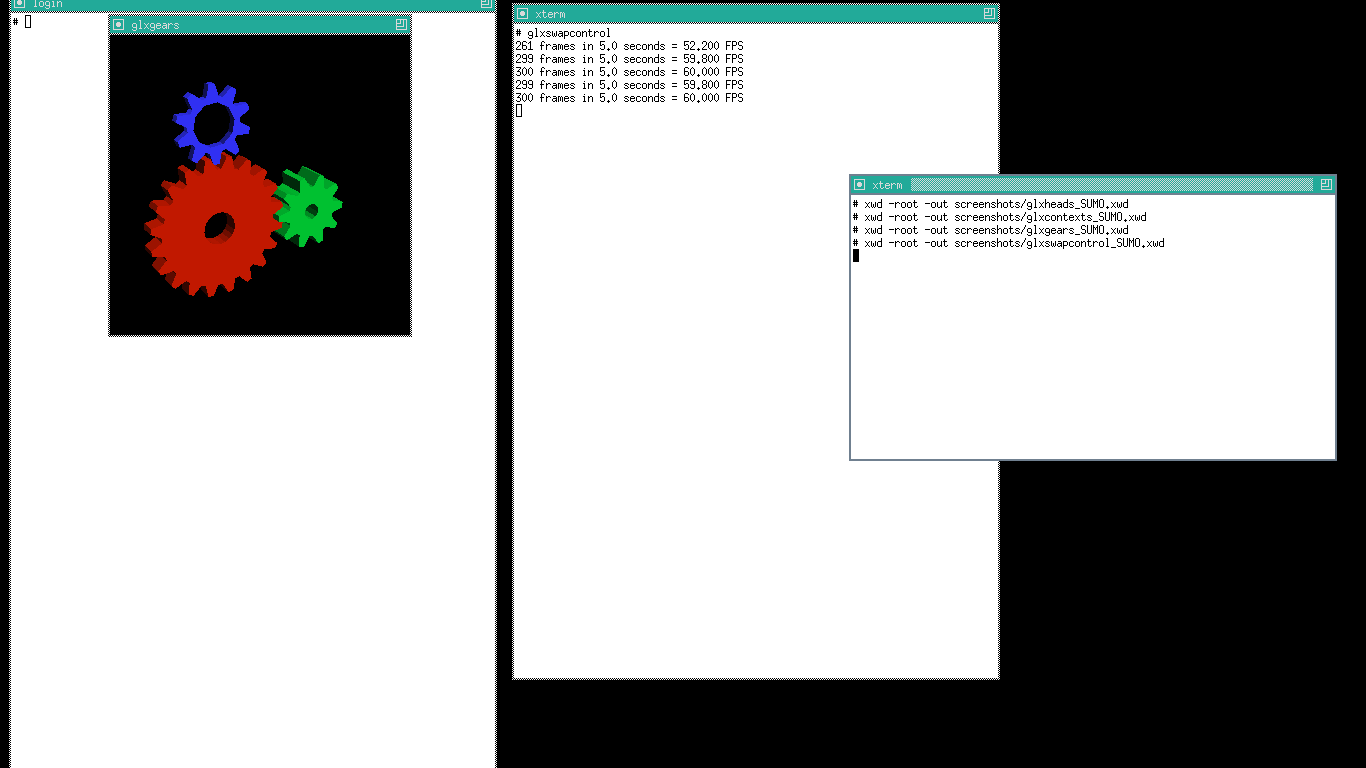 login
#
glxgears
xterm
# glxswapcontrol
261 frames in 5.0 seconds = 52.200 FPS
299 frames in 5.0 seconds = 59.800 FPS
300 frames in 5.0 seconds = 60.000 FPS
299 frames in 5.0 seconds = 59.800 FPS
300 frames in 5.0 seconds = 60.000 FPS
xterm
# xwd -root -out screenshots/glxheads_SUMO.xwd
# xwd -root -out screenshots/glxcontexts_SUMO.xwd
# xwd -root -out screenshots/glxgears_SUMO.xwd
# xwd -root -out screenshots/glxswapcontrol_SUMO.xwd